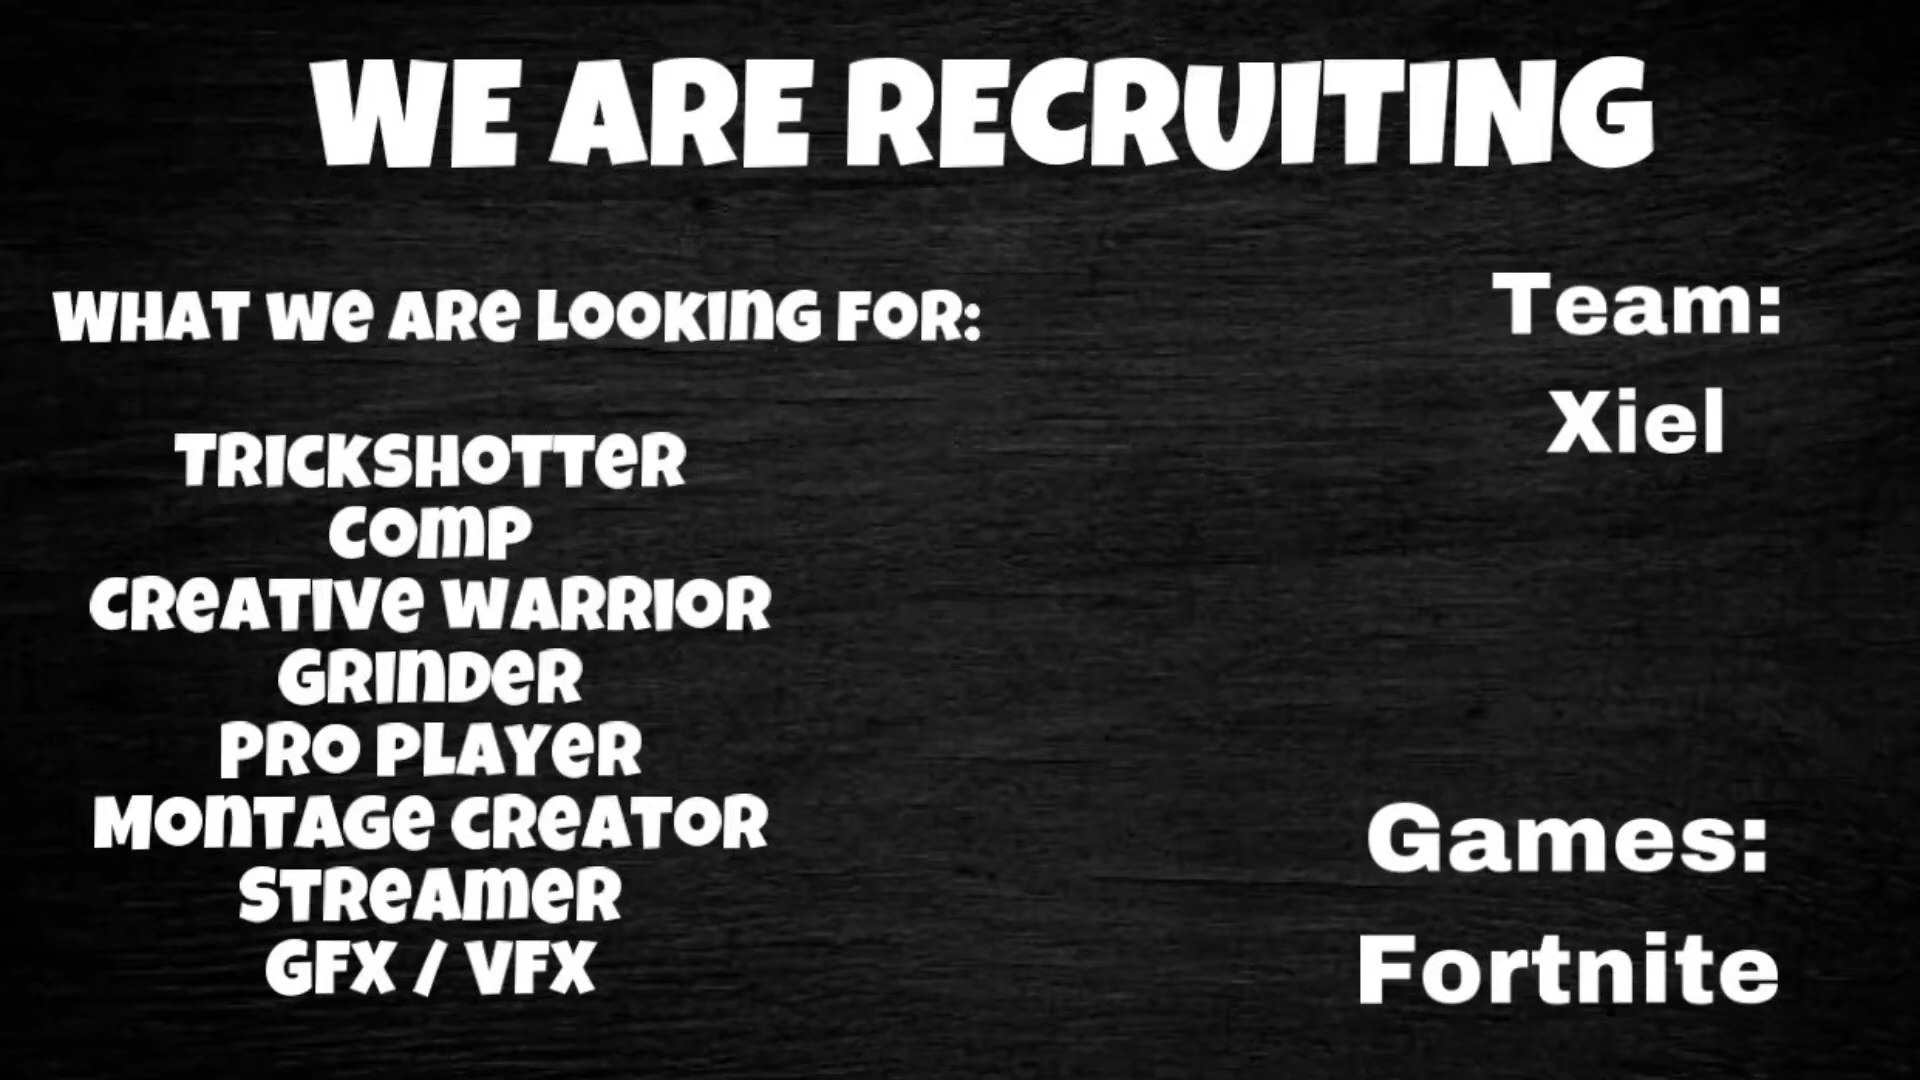 WE ARE RECRUITING
WHAT WE ARE LOOKING FOR:
TRICKSHOTTER
COMP
CREATIVE WARRIOR
GRINDER
PRO PLAYER
MONTAGE CREATOR
STREAMER
GFX / VFX
Team:
Xiel
Games:
Fortnite